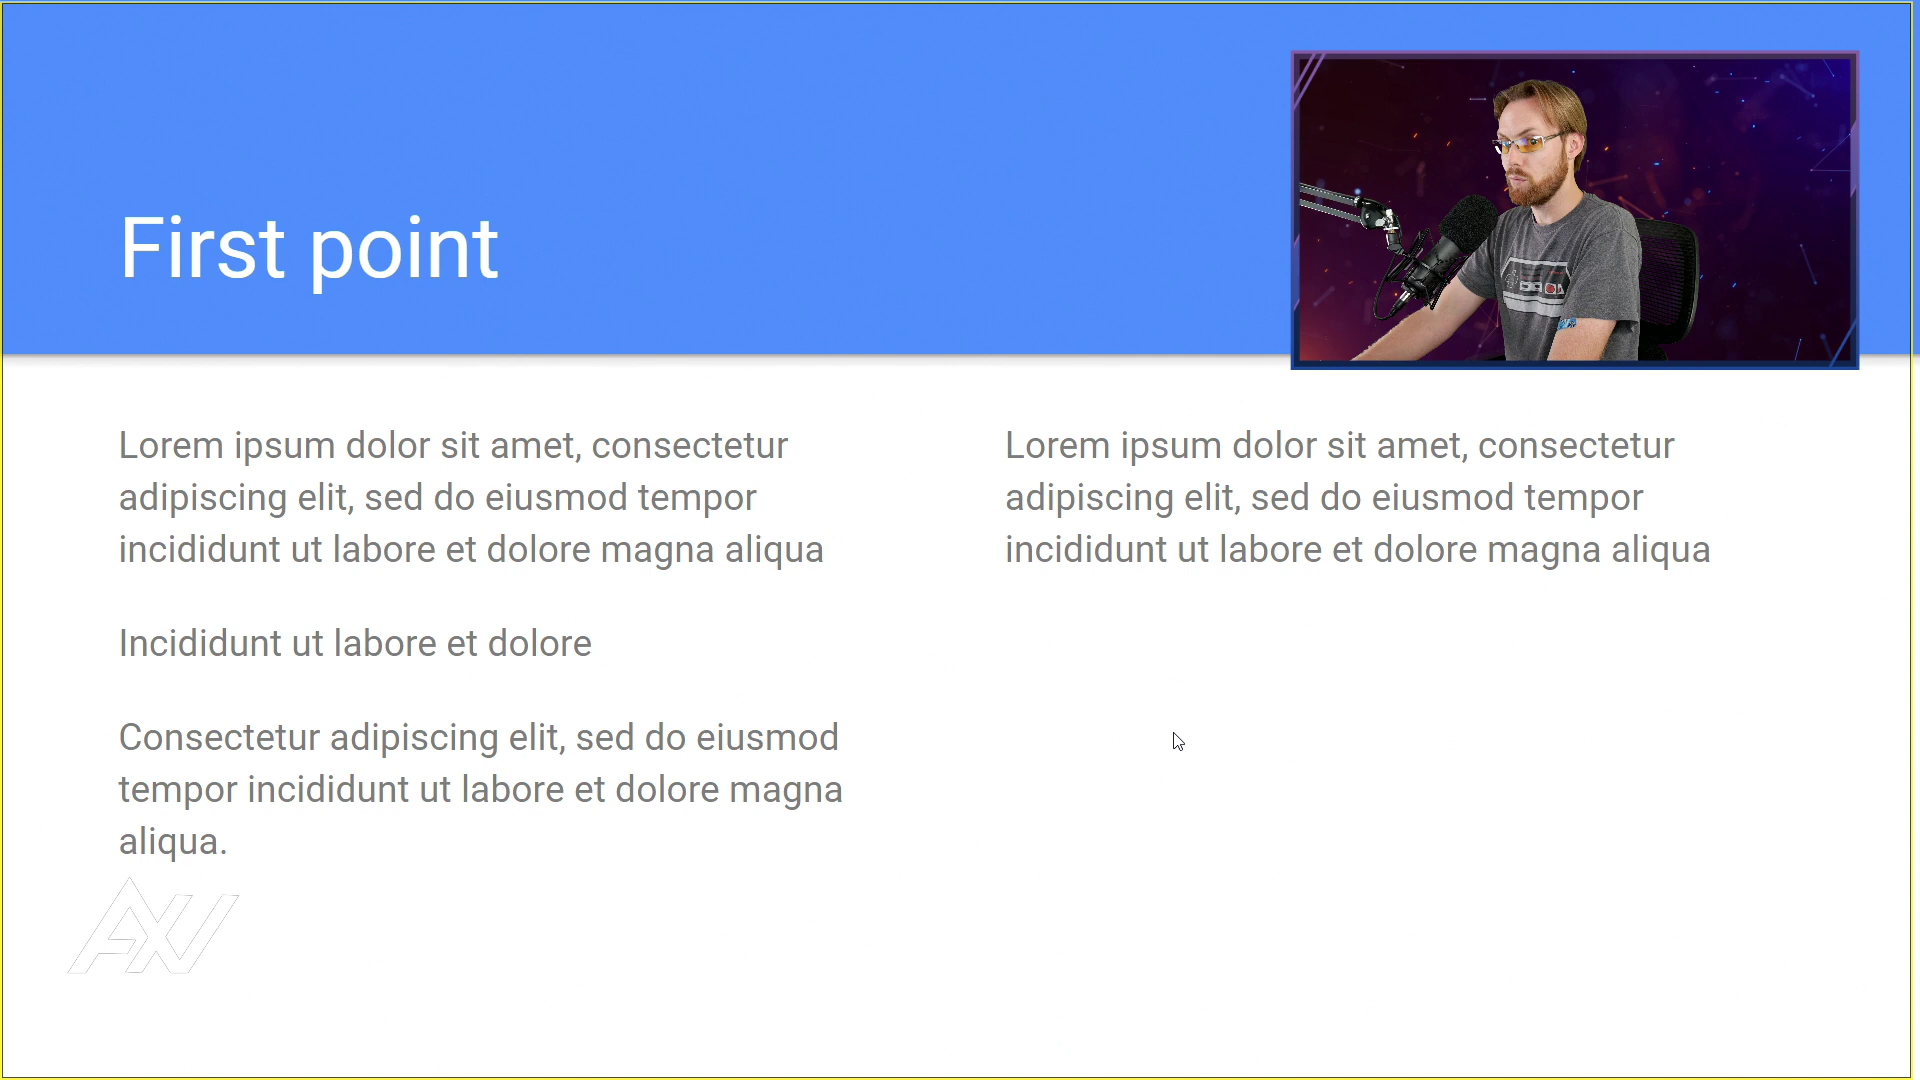 First point
Lorem ipsum dolor sit amet, consectetur
adipiscing elit, sed do eiusmod tempor
incididunt ut labore et dolore magna aliqua
Incididunt ut labore et dolore
Consectetur adipiscing elit, sed do eiusmod
tempor incididunt ut labore et dolore magna
aliqua.
Lorem ipsum dolor sit amet, consectetur
adipiscing elit, sed do eiusmod tempor
incididunt ut labore et dolore magna aliqua